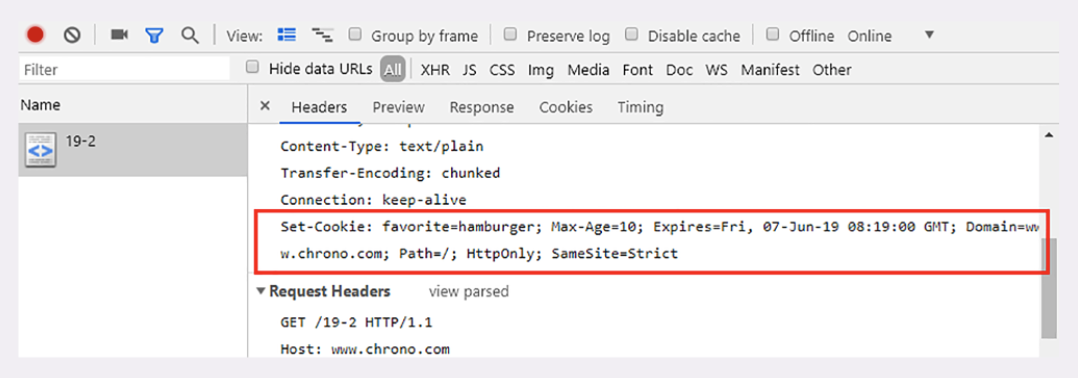 View: Group by frame Preserve log Disable cache Offline Online
Filter Hide data URLs All XHR JS CSS Img Media Font Doc WS Manifest Other
Name × Headers Preview Response Cookies Timing
19-2
Content-Type: text/plain
Transfer-Encoding: chunked
Connection: keep-alive
Set-Cookie: favorite=hamburger; Max-Age=10; Expires=Fri, 07-Jun-19 08:19:00 GMT; Domain=ww
w.chrono.com; Path=/; HttpOnly; SameSite=Strict
Request Headers view parsed
GET /19-2 HTTP/1.1
Host: www.chrono.com